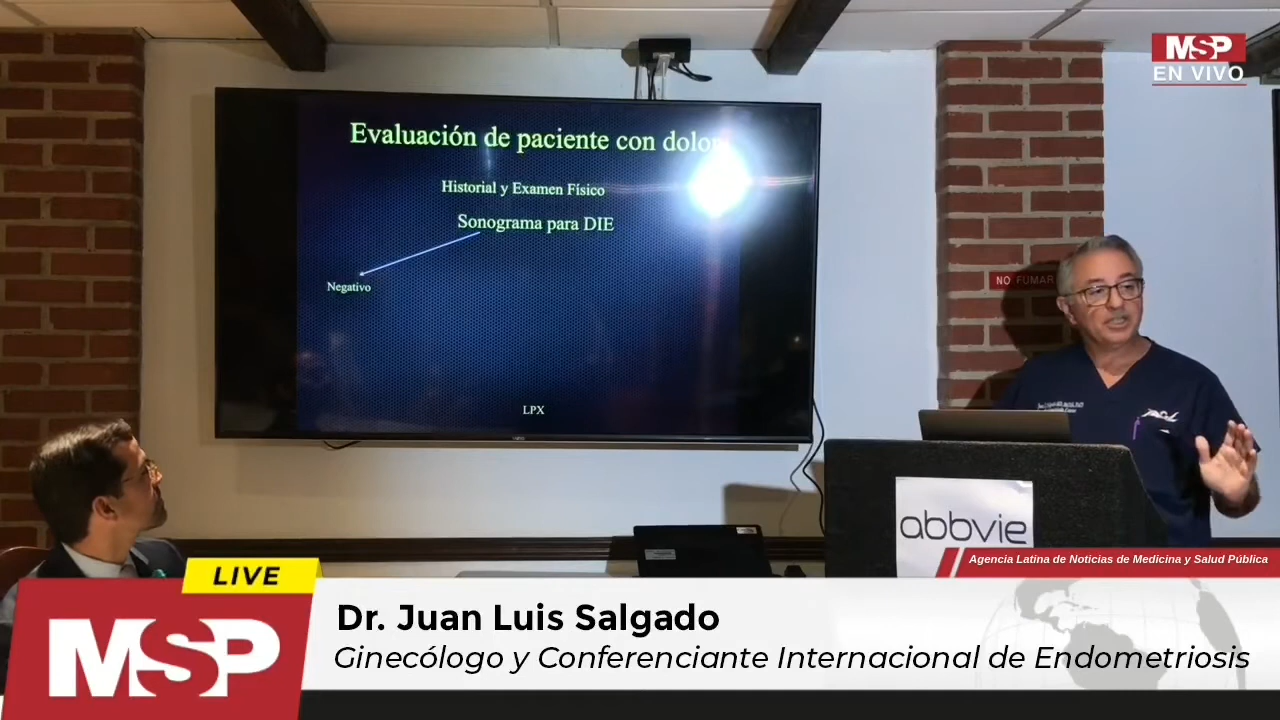 MSP
EN VIVO
Evaluación de paciente con dolor
Historial y Examen Físico
Sonograma para DIE
Negativo
LPX
NO FUMAR
abbvie
Agencia Latina de Noticias de Medicina y Salud Pública
LIVE
MSP
Dr. Juan Luis Salgado
Ginecólogo y Conferenciante Internacional de Endometriosis